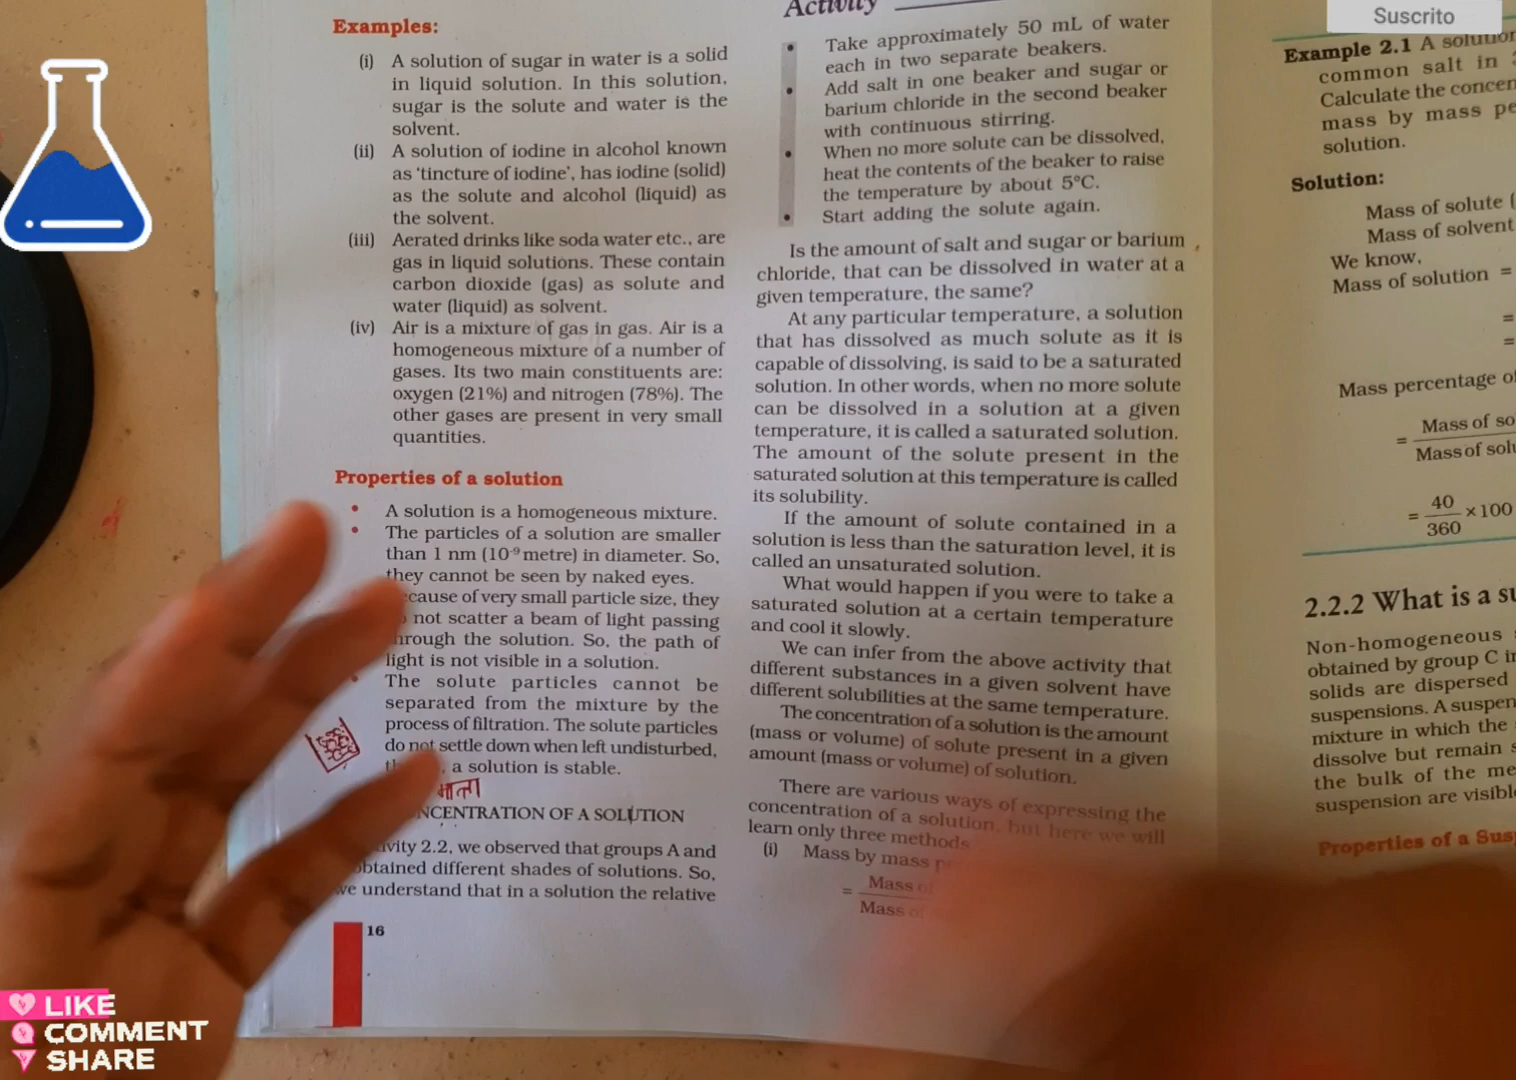 Examples:
(i) A solution of sugar in water is a solid
in liquid solution. In this solution,
sugar is the solute and water is the
solvent.
(ii) A solution of iodine in alcohol known
as 'tincture of iodine', has iodine (solid)
as the solute and alcohol (liquid) as
the solvent.
(iii) Aerated drinks like soda water etc., are
gas in liquid solutions. These contain
carbon dioxide (gas) as solute and
water (liquid) as solvent.
(iv) Air is a mixture of gas in gas. Air is a
homogeneous mixture of a number of
gases. Its two main constituents are:
oxygen (21%) and nitrogen (78%). The
other gases are present in very small
quantities.
Properties of a solution
• A solution is a homogeneous mixture.
• The particles of a solution are smaller
than 1 nm (10⁻⁹ metre) in diameter. So,
they cannot be seen by naked eyes.
cause of very small particle size, they
not scatter a beam of light passing
hrough the solution. So, the path of
light is not visible in a solution.
• The solute particles cannot be
separated from the mixture by the
process of filtration. The solute particles
do not settle down when left undisturbed,
a solution is stable.
NCENTRATION OF A SOLUTION
vity 2.2, we observed that groups A and
obtained different shades of solutions. So,
we understand that in a solution the relative
16
Activity
• Take approximately 50 mL of water
each in two separate beakers.
• Add salt in one beaker and sugar or
barium chloride in the second beaker
with continuous stirring.
• When no more solute can be dissolved,
heat the contents of the beaker to raise
the temperature by about 5°C.
• Start adding the solute again.
Is the amount of salt and sugar or barium
chloride, that can be dissolved in water at a
given temperature, the same?
At any particular temperature, a solution
that has dissolved as much solute as it is
capable of dissolving, is said to be a saturated
solution. In other words, when no more solute
can be dissolved in a solution at a given
temperature, it is called a saturated solution.
The amount of the solute present in the
saturated solution at this temperature is called
its solubility.
If the amount of solute contained in a
solution is less than the saturation level, it is
called an unsaturated solution.
What would happen if you were to take a
saturated solution at a certain temperature
and cool it slowly.
We can infer from the above activity that
different substances in a given solvent have
different solubilities at the same temperature.
The concentration of a solution is the amount
(mass or volume) of solute present in a given
amount (mass or volume) of solution.
There are various ways of expressing the
concentration of a solution, but here we will
learn only three methods
(i) Mass by mass
= Mass of
Mass of
Suscrito
Example 2.1 A solution
common salt in
Calculate the concen
mass by mass pe
solution.
Solution:
Mass of solute (
Mass of solvent
We know,
Mass of solution =
=
=
Mass percentage of
= Mass of so
Mass of solu
= 40
360 ×100
2.2.2 What is a su
Non-homogeneous
obtained by group C in
solids are dispersed
suspensions. A suspen
mixture in which the
dissolve but remain s
the bulk of the me
suspension are visible
Properties of a Susp
LIKE
COMMENT
SHARE